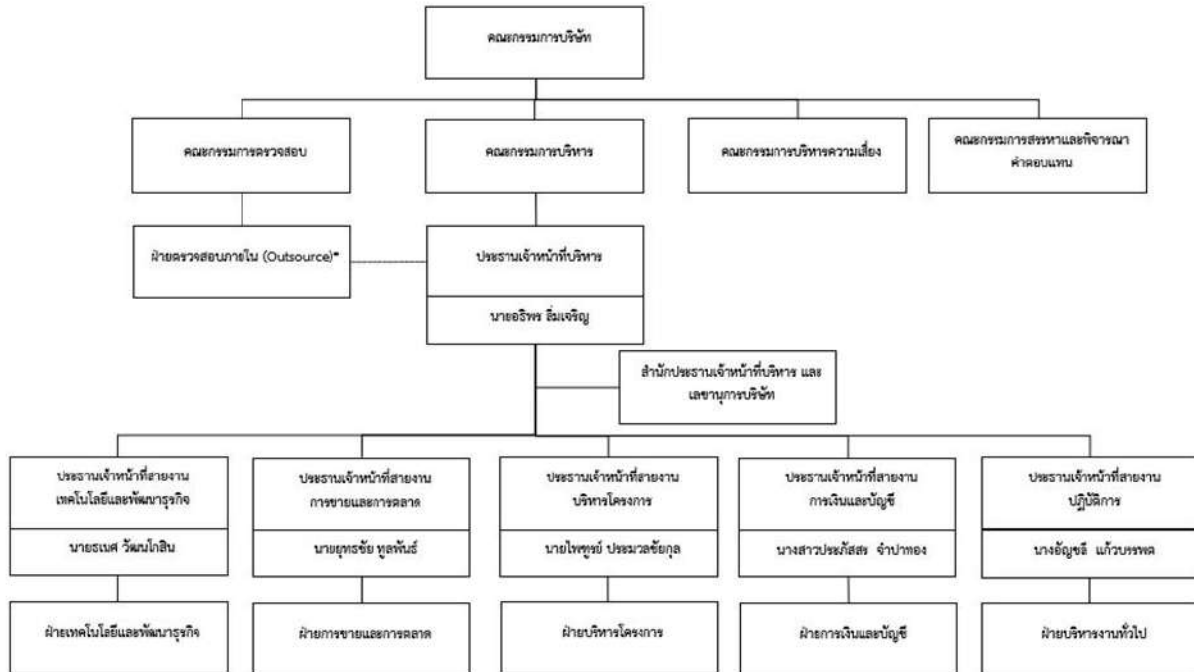 คณะกรรมการบริษัท
คณะกรรมการตรวจสอบ
คณะกรรมการบริหาร
คณะกรรมการบริหารความเสี่ยง
คณะกรรมการสรรหาและพิจารณา
ค่าตอบแทน
ฝ่ายตรวจสอบภายใน (Outsource)*
ประธานเจ้าหน้าที่บริหาร
นายอธิพร ลิ่มเจริญ
สำนักประธานเจ้าหน้าที่บริหาร และ
เลขานุการบริษัท
ประธานเจ้าหน้าที่สายงาน
เทคโนโลยีและพัฒนาธุรกิจ
นายธเนศ วัฒนโกสิน
ฝ่ายเทคโนโลยีและพัฒนาธุรกิจ
ประธานเจ้าหน้าที่สายงาน
การขายและการตลาด
นายยุทธชัย ทูลพันธ์
ฝ่ายการขายและการตลาด
ประธานเจ้าหน้าที่สายงาน
บริหารโครงการ
นายไพฑูรย์ ประมวลชัยกุล
ฝ่ายบริหารโครงการ
ประธานเจ้าหน้าที่สายงาน
การเงินและบัญชี
นางสาวประภัสสร จำปาทอง
ฝ่ายการเงินและบัญชี
ประธานเจ้าหน้าที่สายงาน
ปฏิบัติการ
นางอัญชลี แก้วบรรพต
ฝ่ายบริหารงานทั่วไป